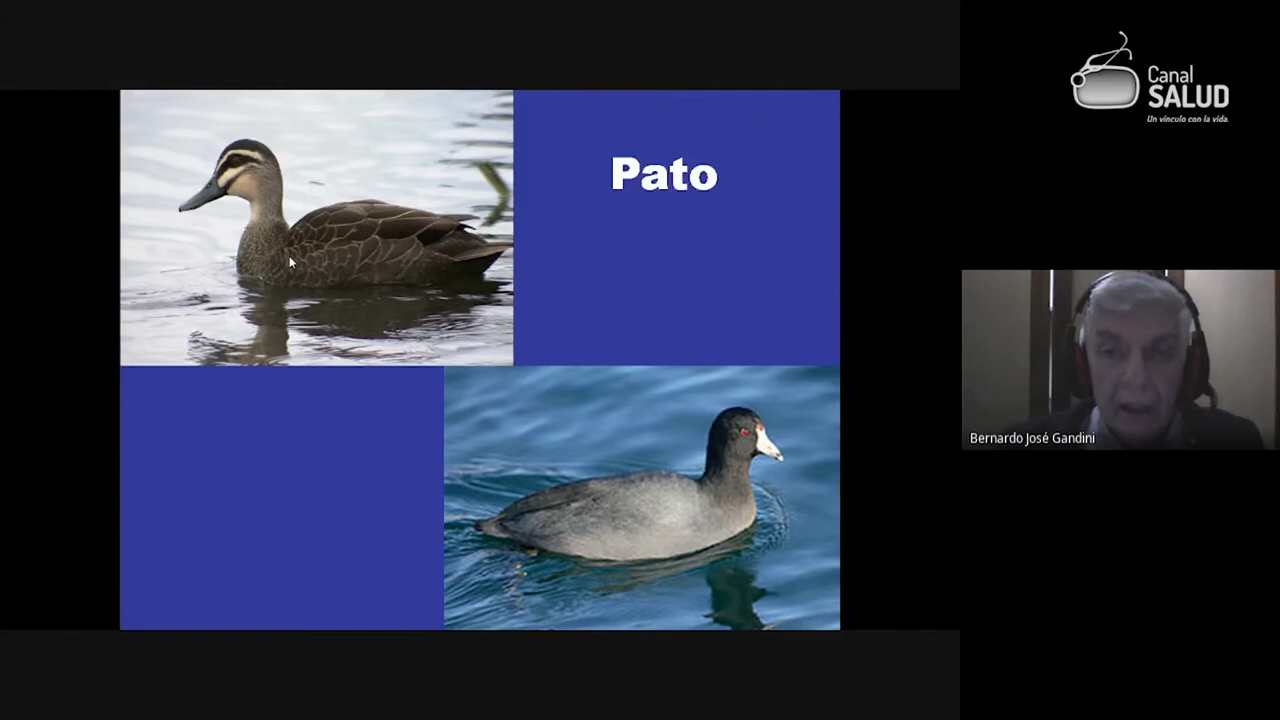 Canal
SALUD
Un vínculo con la vida.
Pato
Bernardo José Gandini